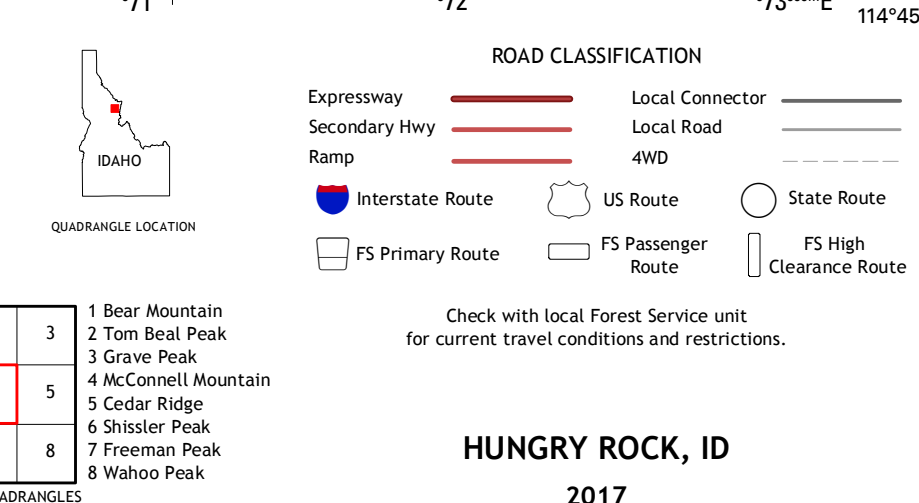 114°45
ROAD CLASSIFICATION
Expressway
Secondary Hwy
Ramp
Local Connector
Local Road
4WD
Interstate Route
US Route
State Route
FS Primary Route
FS Passenger
Route
FS High
Clearance Route
IDAHO
QUADRANGLE LOCATION
3
5
8
1 Bear Mountain
2 Tom Beal Peak
3 Grave Peak
4 McConnell Mountain
5 Cedar Ridge
6 Shissler Peak
7 Freeman Peak
8 Wahoo Peak
Check with local Forest Service unit
for current travel conditions and restrictions.
HUNGRY ROCK, ID
2017